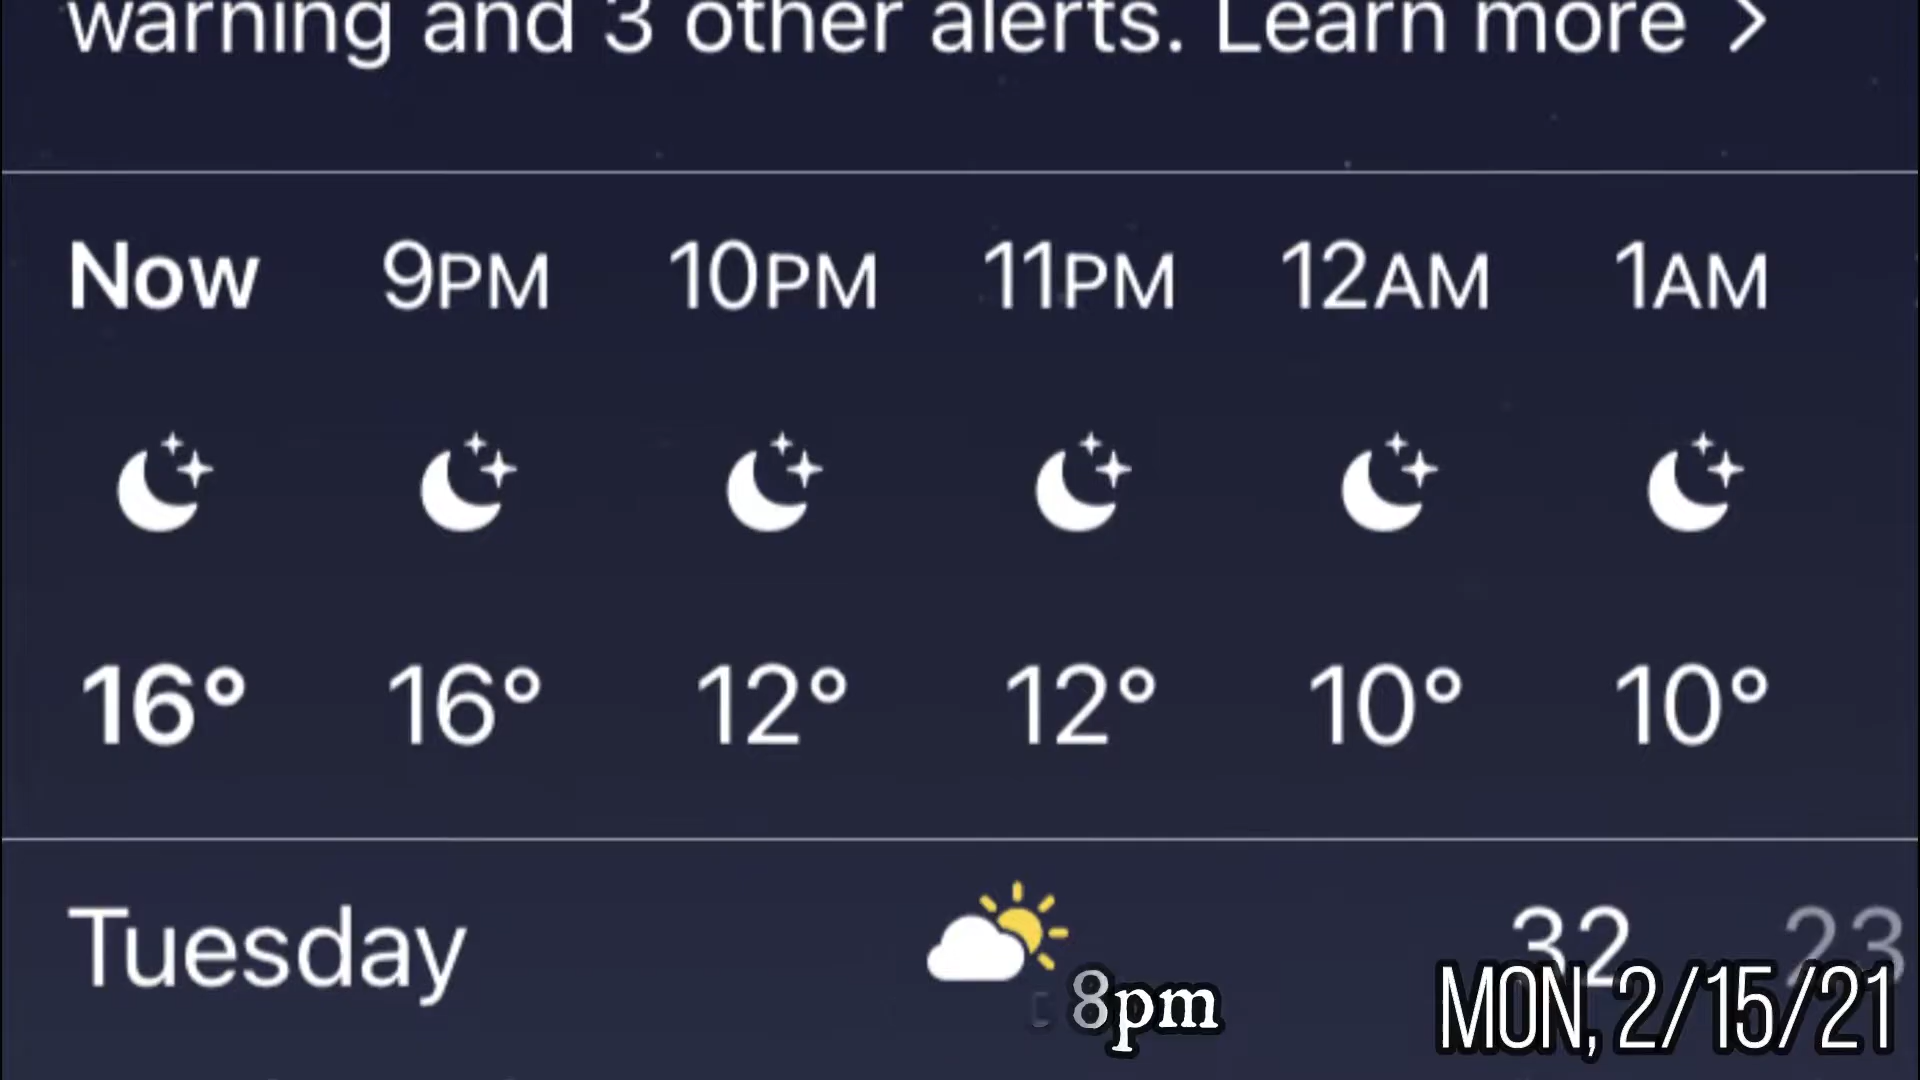 warning and 3 other alerts. Learn more >
Now 9PM 10PM 11PM 12AM 1AM
16° 16° 12° 12° 10° 10°
Tuesday 32 23
8pm
MON, 2/15/21